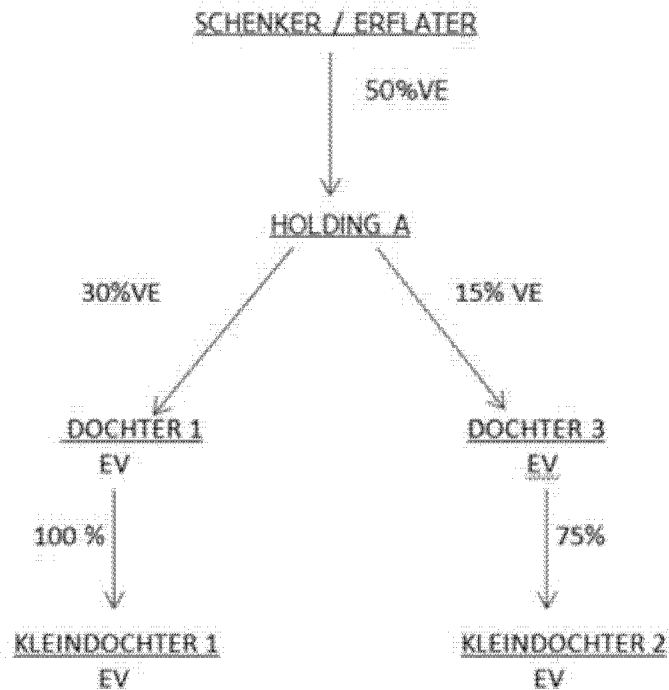 SCHENKER / ERFLATER
50%VE
HOLDING A
30%VE
15% VE
DOCHTER 1
EV
DOCHTER 3
EV
100 %
75%
KLEINDOCHTER 1
EV
KLEINDOCHTER 2
EV